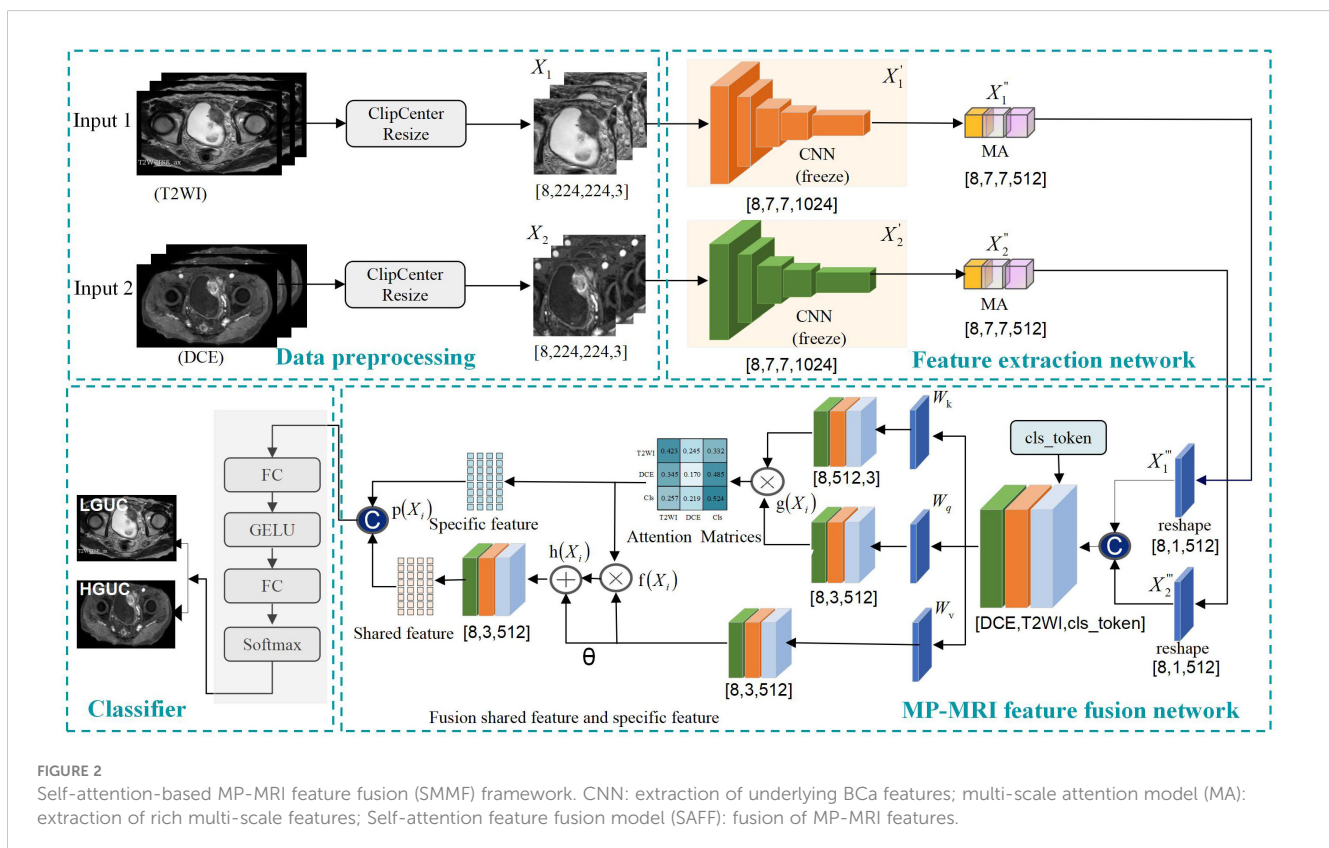 Input 1
T2W-fSE_ax
(T2WI)
ClipCenter
Resize
X₁
[8,224,224,3]
X₁'
CNN
(freeze)
[8,7,7,1024]
X₁''
MA
[8,7,7,512]
Input 2
(DCE)
ClipCenter
Resize
X₂
[8,224,224,3]
Data preprocessing
X₂'
CNN
(freeze)
[8,7,7,1024]
X₂''
MA
[8,7,7,512]
Feature extraction network
FC
GELU
FC
Softmax
LGUC
HGUC
Classifier
C
p(Xᵢ)
Specific feature
Shared feature
[8,3,512]
h(Xᵢ)
+
×
f(Xᵢ)
θ
T2WI 0.423 0.245 0.332
DCE 0.345 0.170 0.485
Cls 0.257 0.219 0.524
T2WI DCE Cls
Attention Matrices
×
g(Xᵢ)
[8,512,3]
[8,3,512]
[8,3,512]
Wk
Wq
Wv
cls_token
[DCE,T2WI,cls_token]
C
X₁'''
reshape
[8,1,512]
X₂'''
reshape
[8,1,512]
Fusion shared feature and specific feature
MP-MRI feature fusion network
FIGURE 2
Self-attention-based MP-MRI feature fusion (SMMF) framework. CNN: extraction of underlying BCa features; multi-scale attention model (MA):
extraction of rich multi-scale features; Self-attention feature fusion model (SAFF): fusion of MP-MRI features.